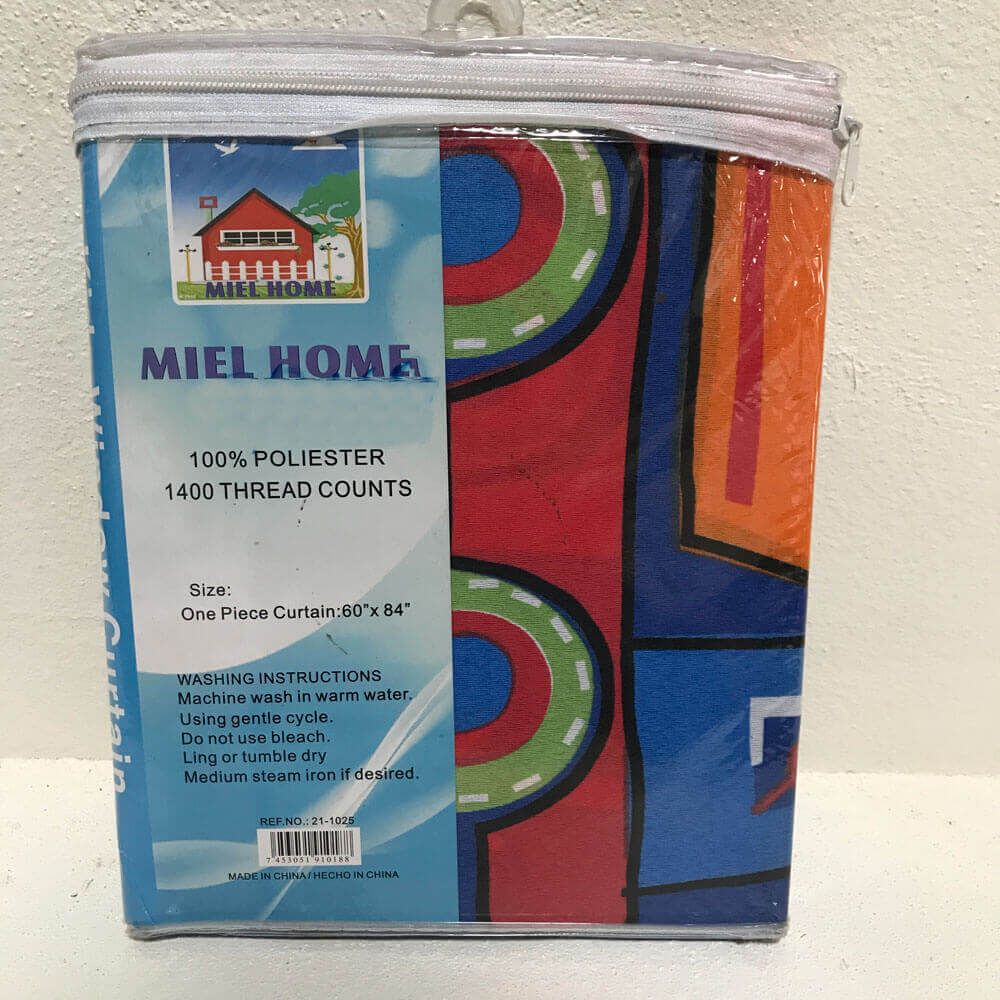 MIEL HOME
MIEL HOME
100% POLIESTER
1400 THREAD COUNTS
Size:
One Piece Curtain:60”x 84”
WASHING INSTRUCTIONS
Machine wash in warm water.
Using gentle cycle.
Do not use bleach.
Ling or tumble dry
Medium steam iron if desired.
REF.NO.: 21-1025
7 453051 910188
MADE IN CHINA / HECHO IN CHINA
Window Curtain